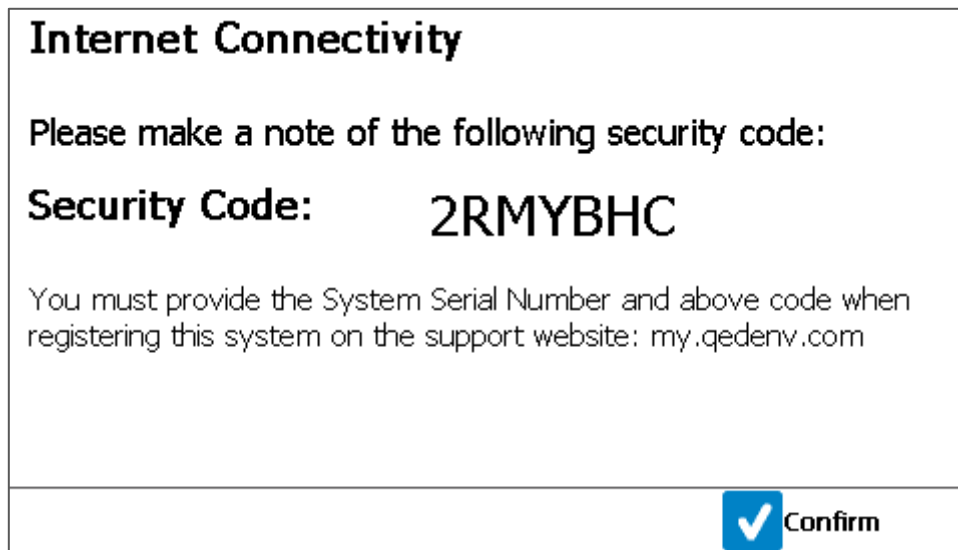 Internet Connectivity
Please make a note of the following security code:
Security Code: 2RMYBHC
You must provide the System Serial Number and above code when
registering this system on the support website: my.qedenv.com
Confirm